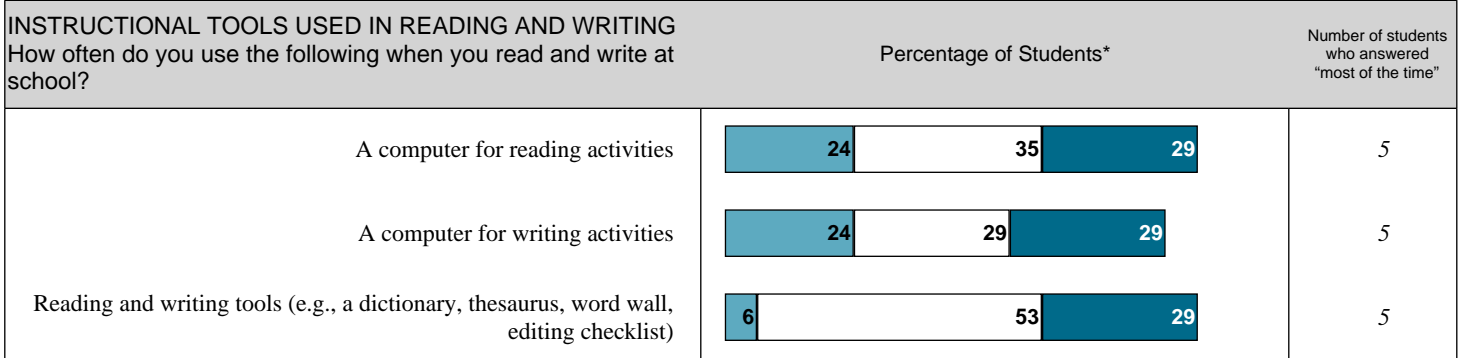 INSTRUCTIONAL TOOLS USED IN READING AND WRITING
How often do you use the following when you read and write at
school?
Percentage of Students*
Number of students
who answered
“most of the time”
A computer for reading activities
24 35 29
5
A computer for writing activities
24 29 29
5
Reading and writing tools (e.g., a dictionary, thesaurus, word wall,
editing checklist)
6 53 29
5